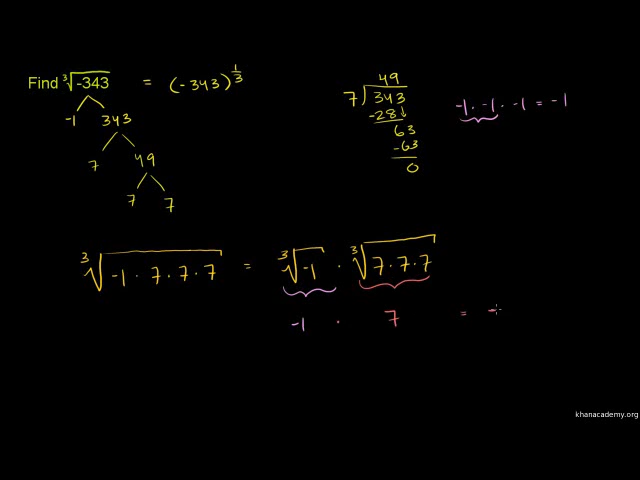 Find ∛-343 = (-343)^1/3
-1 343
7 49
7 7
49
7 343
-28↓
63
-63
0
-1 · -1 · -1 = -1
∛-1 · 7 · 7 · 7 = ∛-1 · ∛7 · 7 · 7
-1 · 7 = -
khanacademy.org